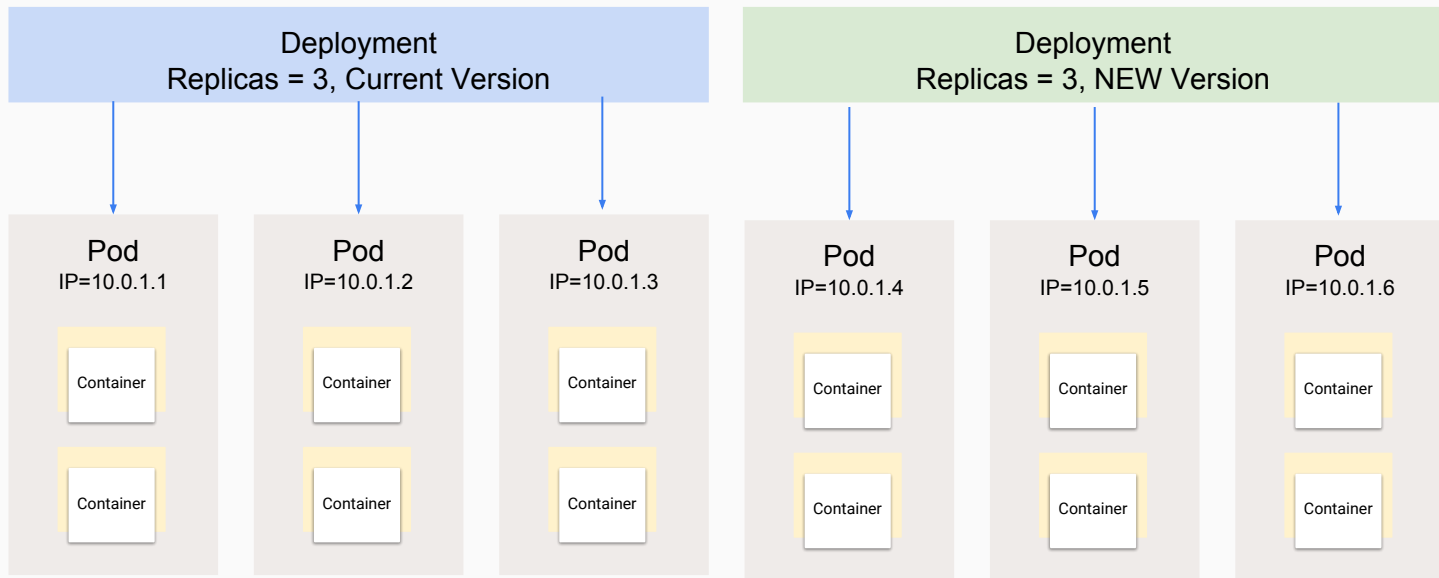 Deployment
Replicas = 3, Current Version
Deployment
Replicas = 3, NEW Version
Pod
IP=10.0.1.1
Container
Container
Pod
IP=10.0.1.2
Container
Container
Pod
IP=10.0.1.3
Container
Container
Pod
IP=10.0.1.4
Container
Container
Pod
IP=10.0.1.5
Container
Container
Pod
IP=10.0.1.6
Container
Container